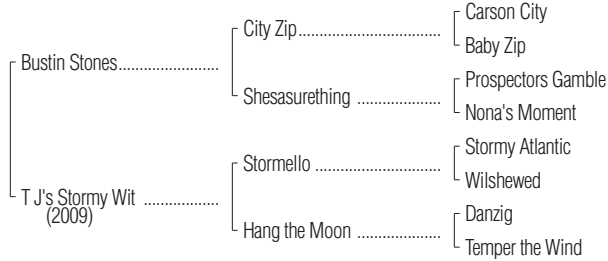 Carson City
City Zip
Baby Zip
Bustin Stones
Prospectors Gamble
Shesasurething
Nona's Moment
Stormy Atlantic
Stormello
Wilshewed
T J's Stormy Wit
(2009)
Danzig
Hang the Moon
Temper the Wind